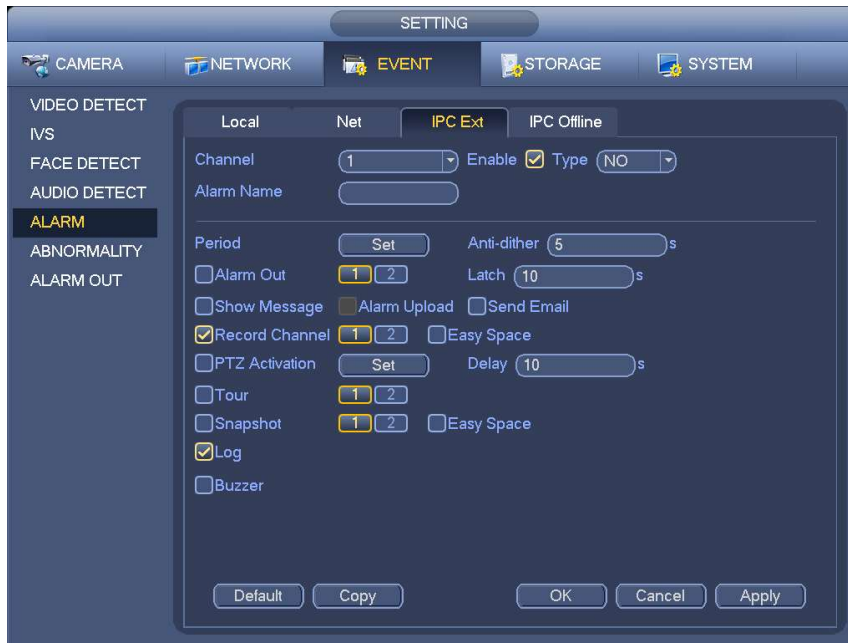 SETTING
CAMERA NETWORK EVENT STORAGE SYSTEM
VIDEO DETECT
IVS
FACE DETECT
AUDIO DETECT
ALARM
ABNORMALITY
ALARM OUT
Local Net IPC Ext IPC Offline
Channel 1 Enable Type NO
Alarm Name
Period Set Anti-dither 5 s
Alarm Out 1 2 Latch 10 s
Show Message Alarm Upload Send Email
Record Channel 1 2 Easy Space
PTZ Activation Set Delay 10 s
Tour 1 2
Snapshot 1 2 Easy Space
Log
Buzzer
Default Copy OK Cancel Apply